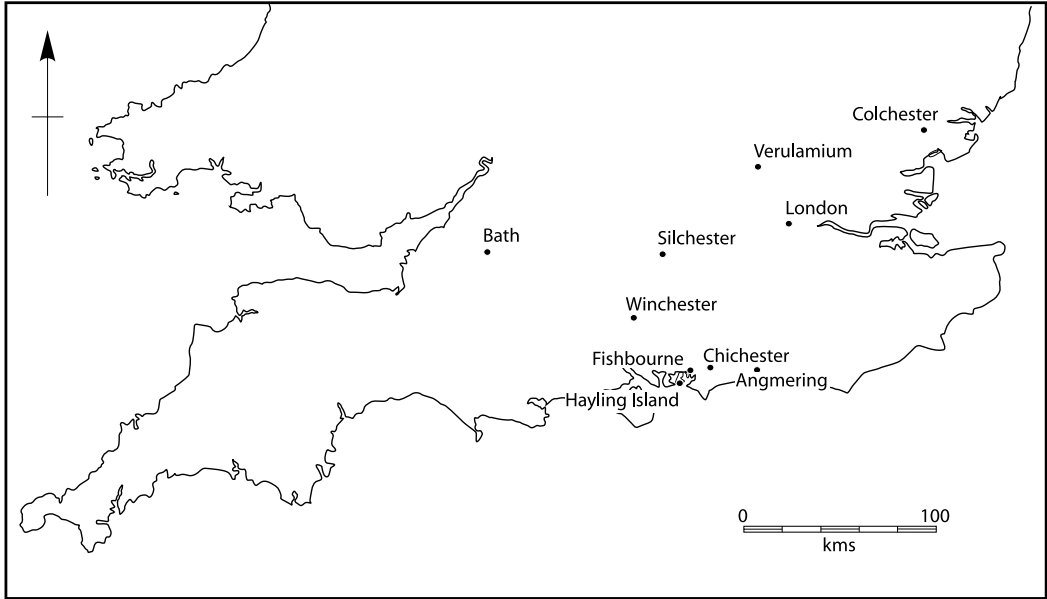 Colchester
Verulamium
London
Bath
Silchester
Winchester
Fishbourne
Chichester
Angmering
Hayling Island
0 100
kms